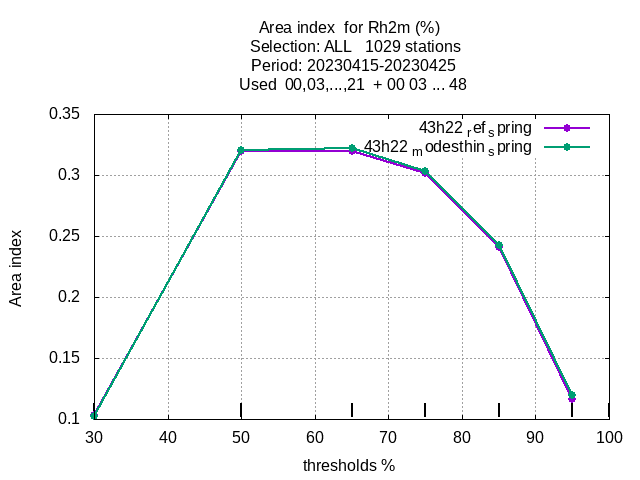 Area index  for Rh2m (%)
Selection: ALL   1029 stations
Period: 20230415-20230425
Used  00,03,...,21  + 00 03 ... 48
0.35
43h22 ref spring
43h22 modesthin spring
0.3
0.25
Area index
0.2
0.15
0.1
30 40 50 60 70 80 90 100
thresholds %